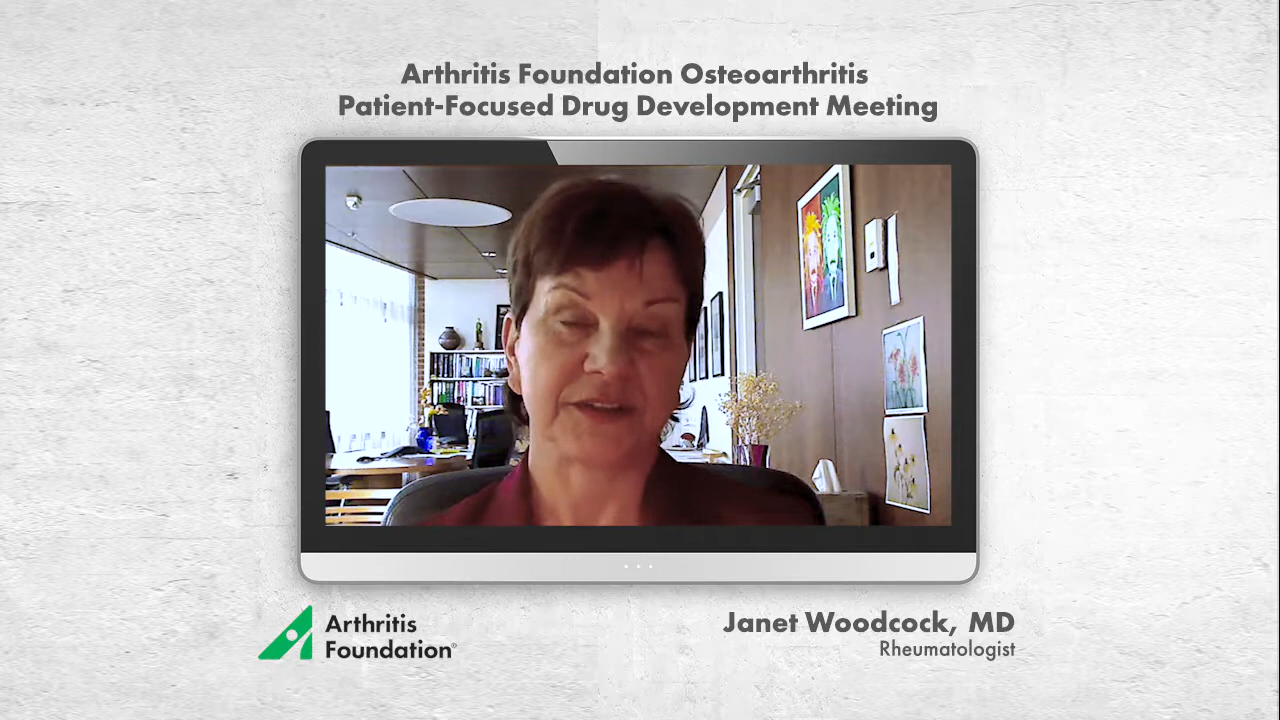 Arthritis Foundation Osteoarthritis
Patient-Focused Drug Development Meeting
Arthritis
Foundation®
Janet Woodcock, MD
Rheumatologist